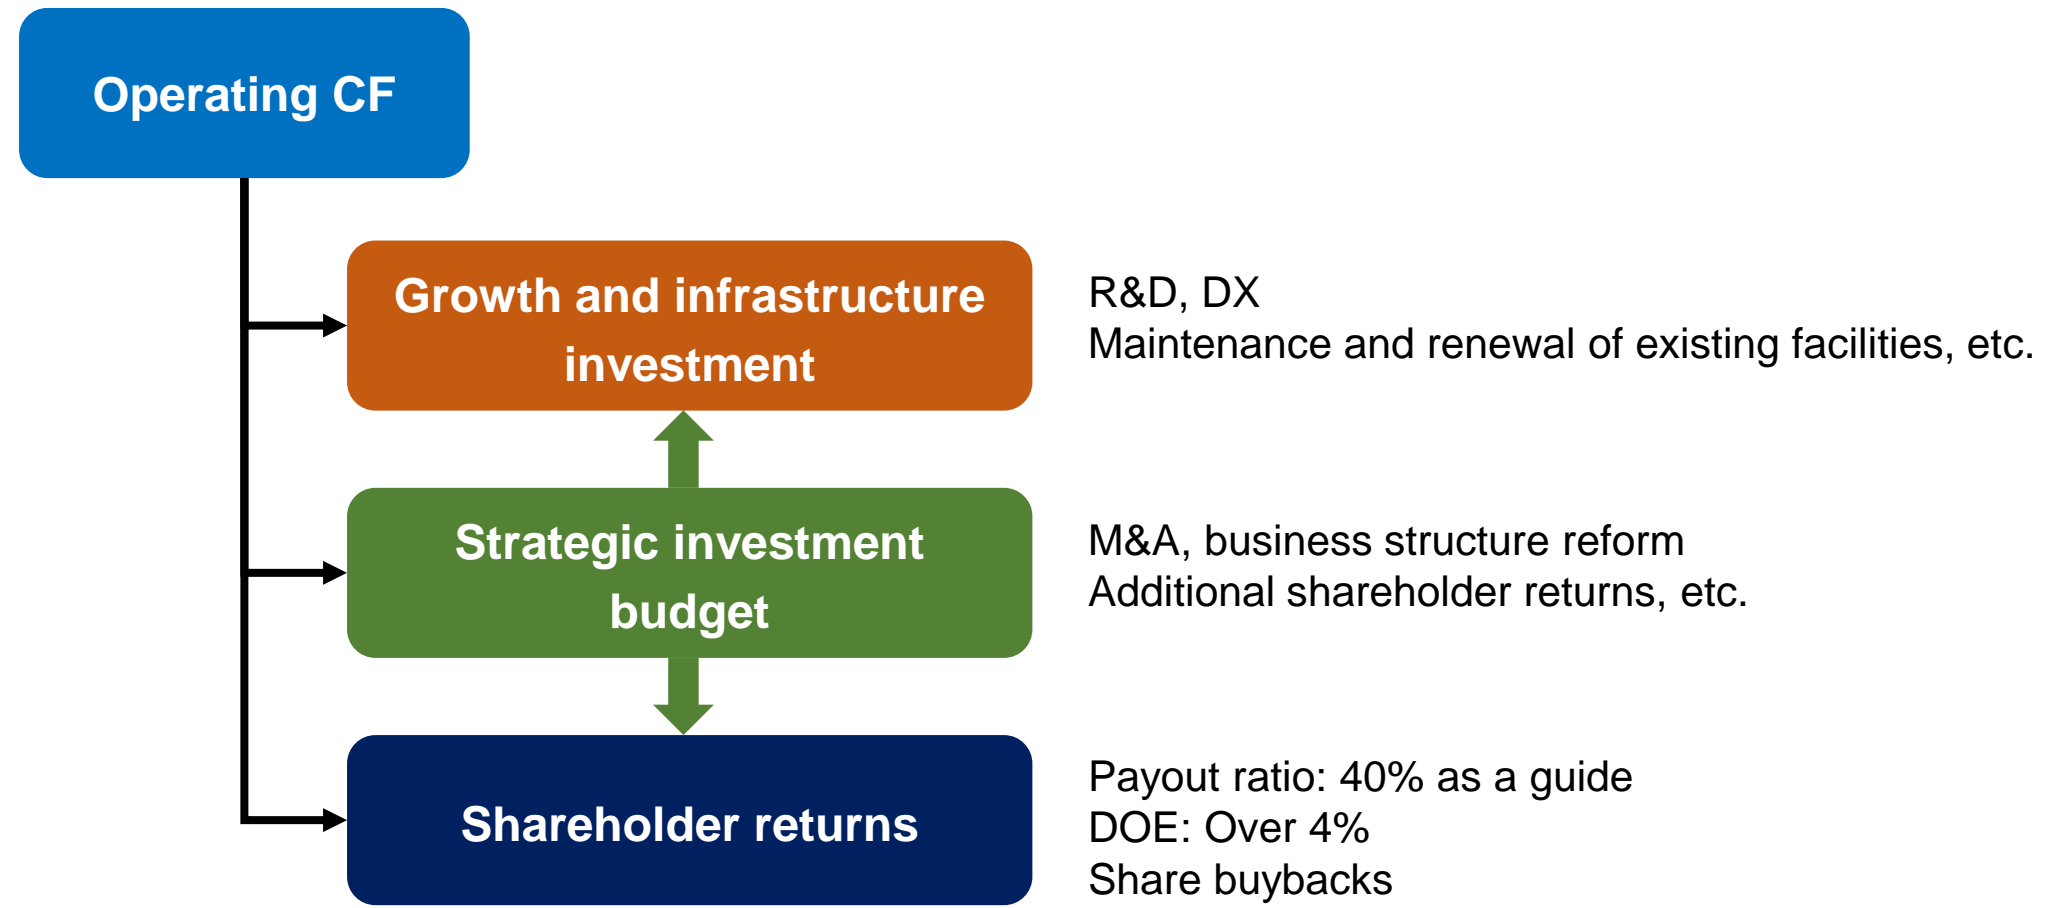 Operating CF
Growth and infrastructure
investment
R&D, DX
Maintenance and renewal of existing facilities, etc.
Strategic investment
budget
M&A, business structure reform
Additional shareholder returns, etc.
Shareholder returns
Payout ratio: 40% as a guide
DOE: Over 4%
Share buybacks